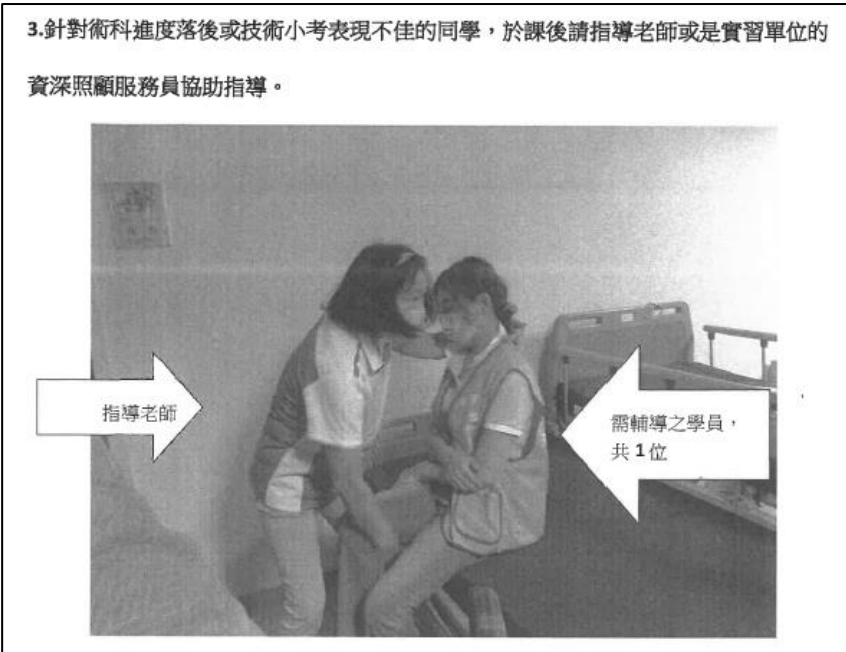 3.針對術科進度落後或技術小考表現不佳的同學，於課後請指導老師或是實習單位的
資深照顧服務員協助指導。
指導老師
需輔導之學員，
共 1 位